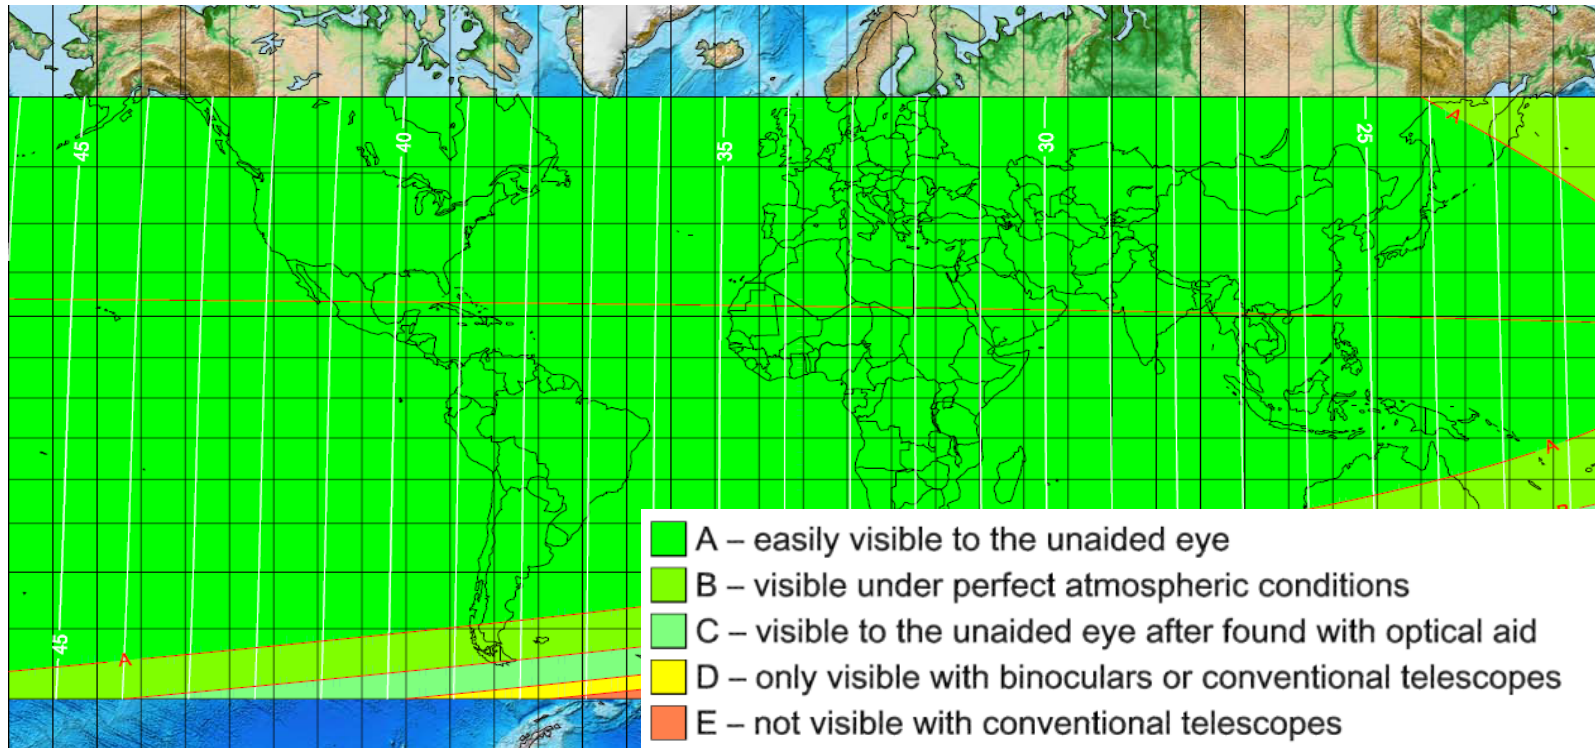 A
45
40
35
30
25
A
A – easily visible to the unaided eye
B – visible under perfect atmospheric conditions
C – visible to the unaided eye after found with optical aid
D – only visible with binoculars or conventional telescopes
E – not visible with conventional telescopes
45
A